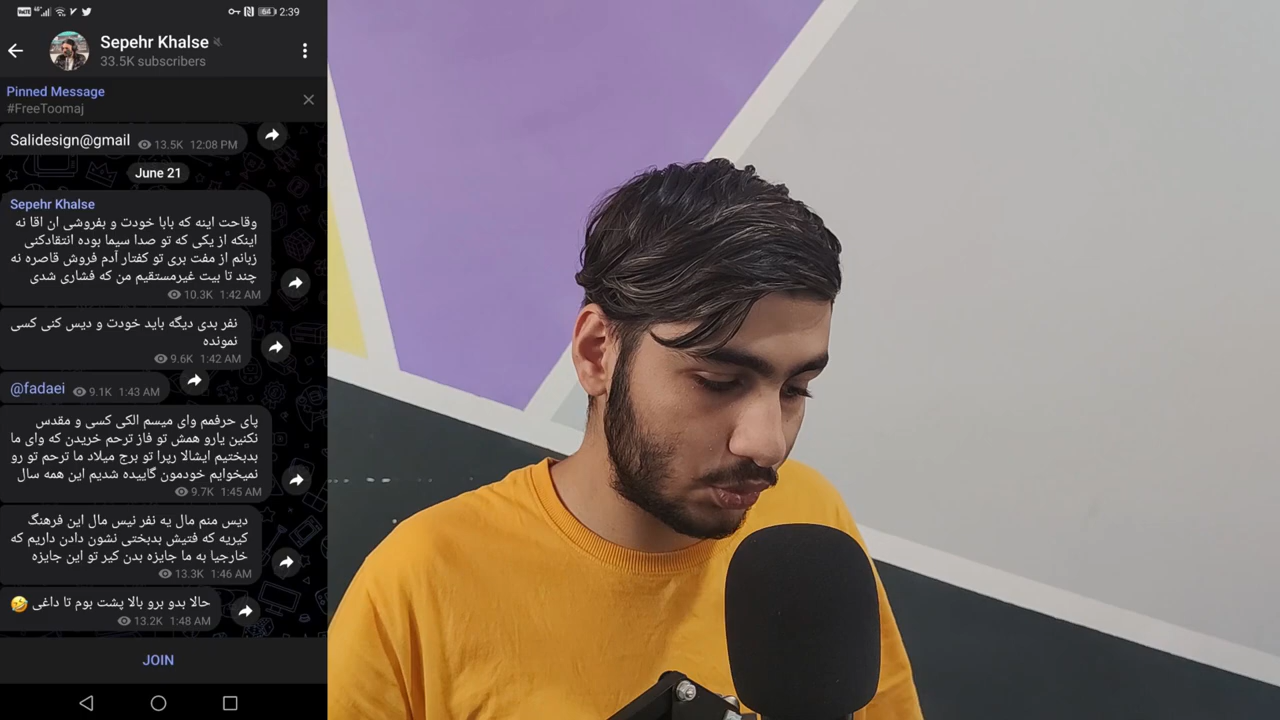 VoLTE 4G 64 2:39
Sepehr Khalse
33.5K subscribers
Pinned Message
#FreeToomaj
Salidesign@gmail 13.5K 12:08 PM
June 21
Sepehr Khalse
وقاحت اینه که بابا خودت و بفروشی ان اقا نه
اینکه از یکی که تو صدا سیما بوده انتقادکنی
زبانم از مفت بری تو کفتار آدم فروش قاصره نه
چند تا بیت غیرمستقیم من که فشاری شدی
10.3K 1:42 AM
نفر بدی دیگه باید خودت و دیس کنی کسی
نمونده
9.6K 1:42 AM
@fadaei 9.1K 1:43 AM
پای حرفمم وای میسم الکی کسی و مقدس
نکنین یارو همش تو فاز ترحم خریدن که وای ما
بدبختیم ایشالا رپرا تو برج میلاد ما ترحم تو رو
نمیخوایم خودمون گاییده شدیم این همه سال
9.7K 1:45 AM
دیس منم مال یه نفر نیس مال این فرهنگ
کیریه که فتیش بدبختی نشون دادن داریم که
خارجیا به ما جایزه بدن کیر تو این جایزه
13.3K 1:46 AM
حالا بدو برو بالا پشت بوم تا داغی 🤣
13.2K 1:48 AM
JOIN